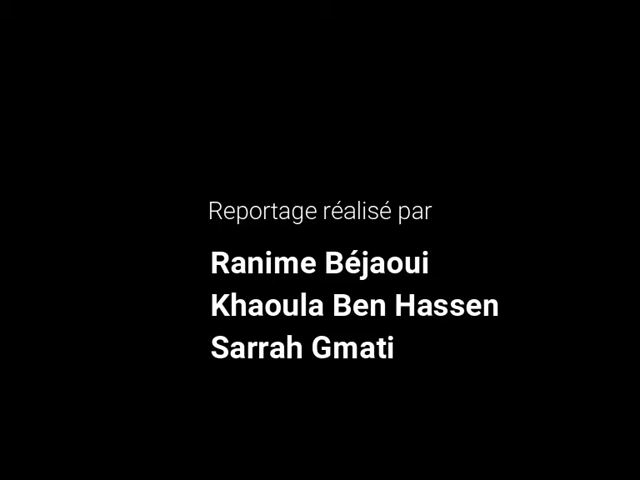 Reportage réalisé par
Ranime Béjaoui
Khaoula Ben Hassen
Sarrah Gmati